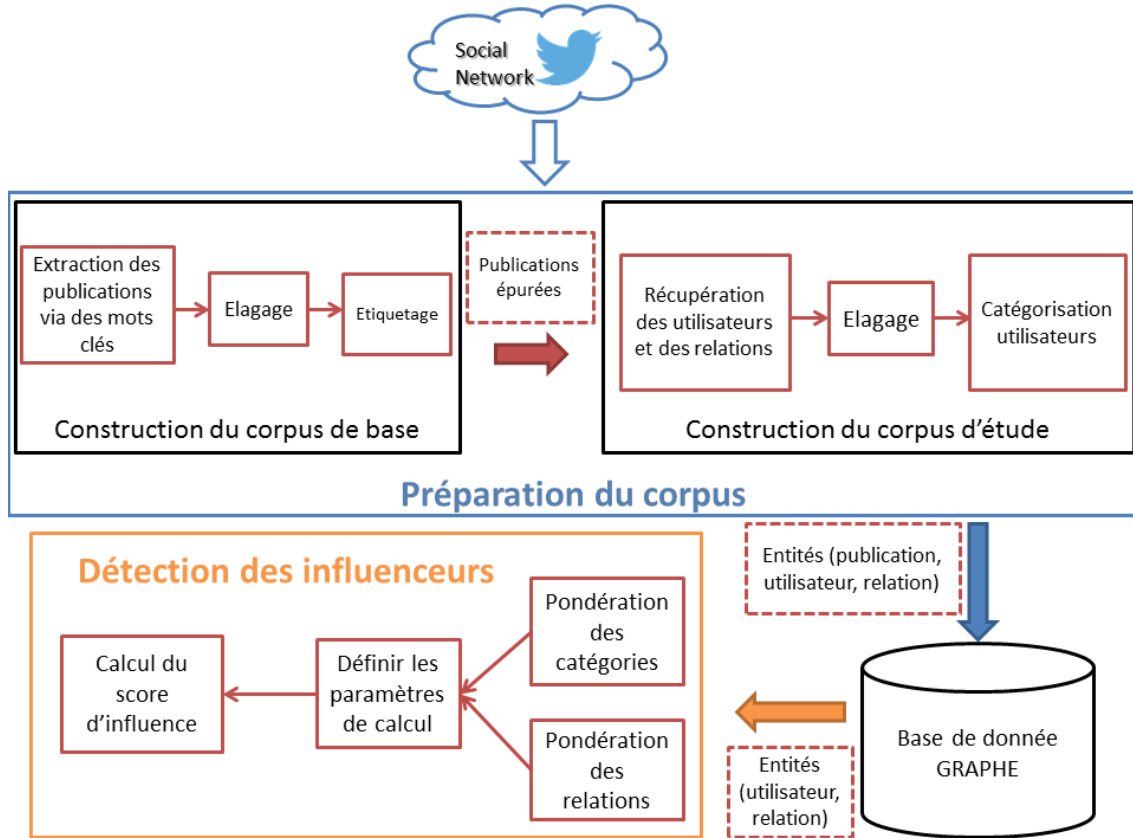 Social
Network
Extraction des
publications
via des mots
clés
Elagage
Etiquetage
Construction du corpus de base
Publications
épurées
Récupération
des utilisateurs
et des relations
Elagage
Catégorisation
utilisateurs
Construction du corpus d'étude
Préparation du corpus
Entités (publication,
utilisateur, relation)
Détection des influenceurs
Pondération
des
catégories
Calcul du
score
d'influence
Définir les
paramètres
de calcul
Pondération
des
relations
Entités
(utilisateur,
relation)
Base de donnée
GRAPHE